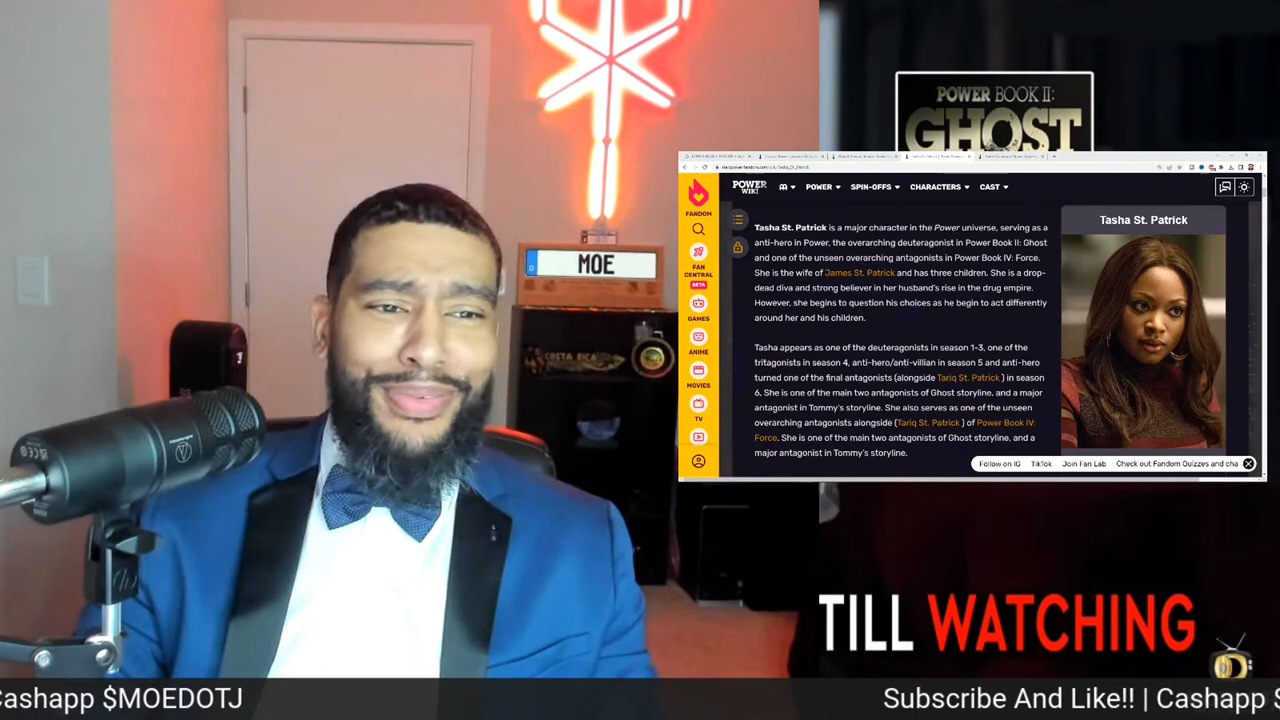 POWER BOOK II:
GHOST
MOE
COSTA RICA
POWER
WIKI
POWER
SPIN-OFFS
CHARACTERS
CAST
FANDOM
FAN
CENTRAL
BETA
GAMES
ANIME
MOVIES
TV
Tasha St. Patrick is a major character in the Power universe, serving as a
anti-hero in Power, the overarching deuteragonist in Power Book II: Ghost
and one of the unseen overarching antagonists in Power Book IV: Force.
She is the wife of James St. Patrick and has three children. She is a drop-
dead diva and strong believer in her husband's rise in the drug empire.
However, she begins to question his choices as he begin to act differently
around her and his children.
Tasha appears as one of the deuteragonists in season 1-3, one of the
tritagonists in season 4, anti-hero/anti-villian in season 5 and anti-hero
turned one of the final antagonists (alongside Tariq St. Patrick ) in season
6. She is one of the main two antagonists of Ghost storyline, and a major
antagonist in Tommy's storyline. She also serves as one of the unseen
overarching antagonists alongside (Tariq St. Patrick ) of Power Book IV:
Force. She is one of the main two antagonists of Ghost storyline, and a
major antagonist in Tommy's storyline.
Tasha St. Patrick
Follow on IG TikTok Join Fan Lab Check out Fandom Quizzes and cha
TILL WATCHING
Cashapp $MOEDOTJ
Subscribe And Like!! | Cashapp $